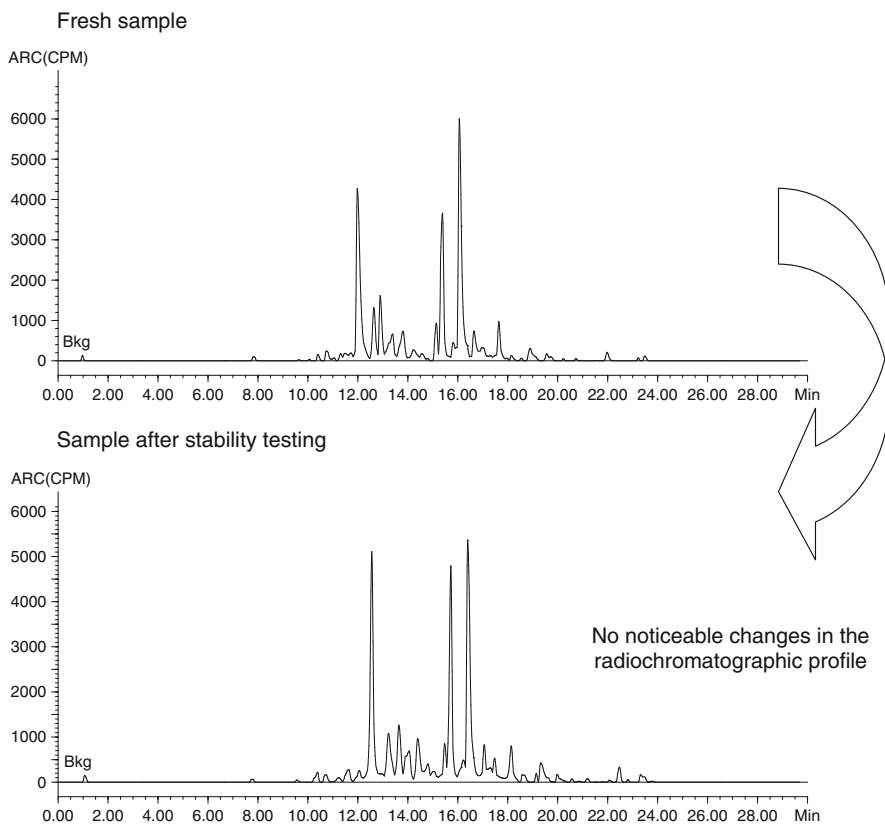 Fresh sample
ARC(CPM)
6000
5000
4000
3000
2000
1000
0
Bkg
0.00 2.00 4.00 6.00 8.00 10.00 12.00 14.00 16.00 18.00 20.00 22.00 24.00 26.00 28.00 Min
Sample after stability testing
ARC(CPM)
6000
5000
4000
3000
2000
1000
0
Bkg
No noticeable changes in the
radiochromatographic profile
0.00 2.00 4.00 6.00 8.00 10.00 12.00 14.00 16.00 18.00 20.00 22.00 24.00 26.00 28.00 Min